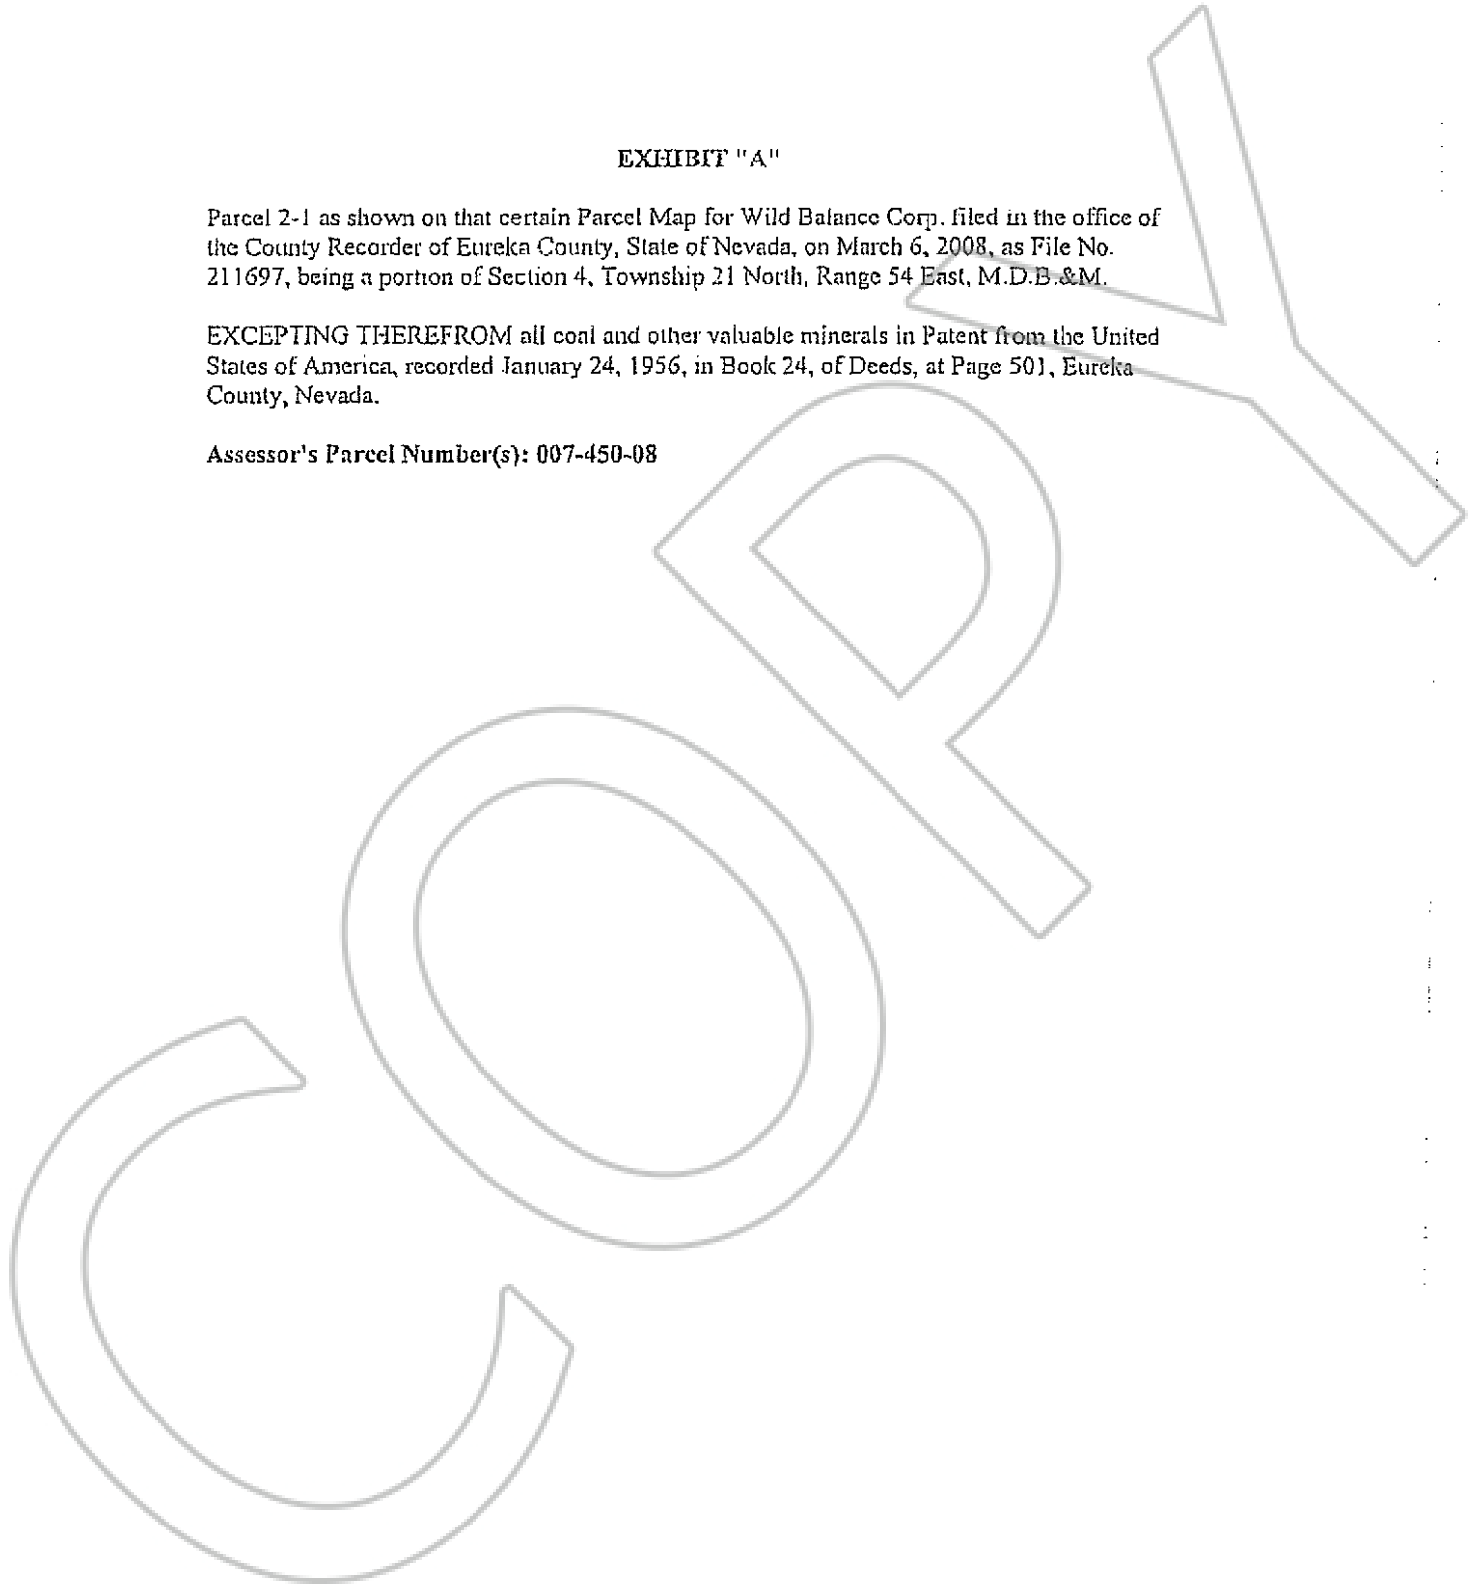 EXHIBIT "A"
Parcel 2-1 as shown on that certain Parcel Map for Wild Balance Corp. filed in the office of
the County Recorder of Eureka County, State of Nevada, on March 6, 2008, as File No.
211697, being a portion of Section 4, Township 21 North, Range 54 East, M.D.B.&M.
EXCEPTING THEREFROM all coal and other valuable minerals in Patent from the United
States of America, recorded January 24, 1956, in Book 24, of Deeds, at Page 501, Eureka
County, Nevada.
Assessor's Parcel Number(s): 007-450-08
COPY